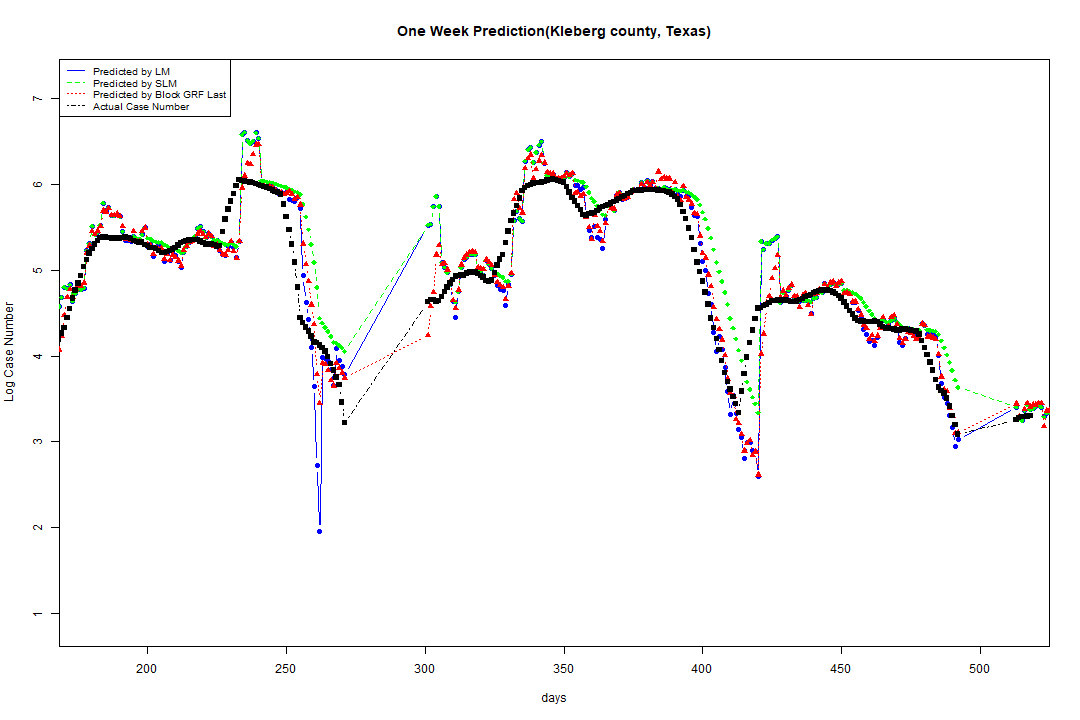 One Week Prediction(Kleberg county, Texas)
Predicted by LM
Predicted by SLM
Predicted by Block GRF Last
Actual Case Number
7
6
5
4
3
2
1
Log Case Number
200 250 300 350 400 450 500
days